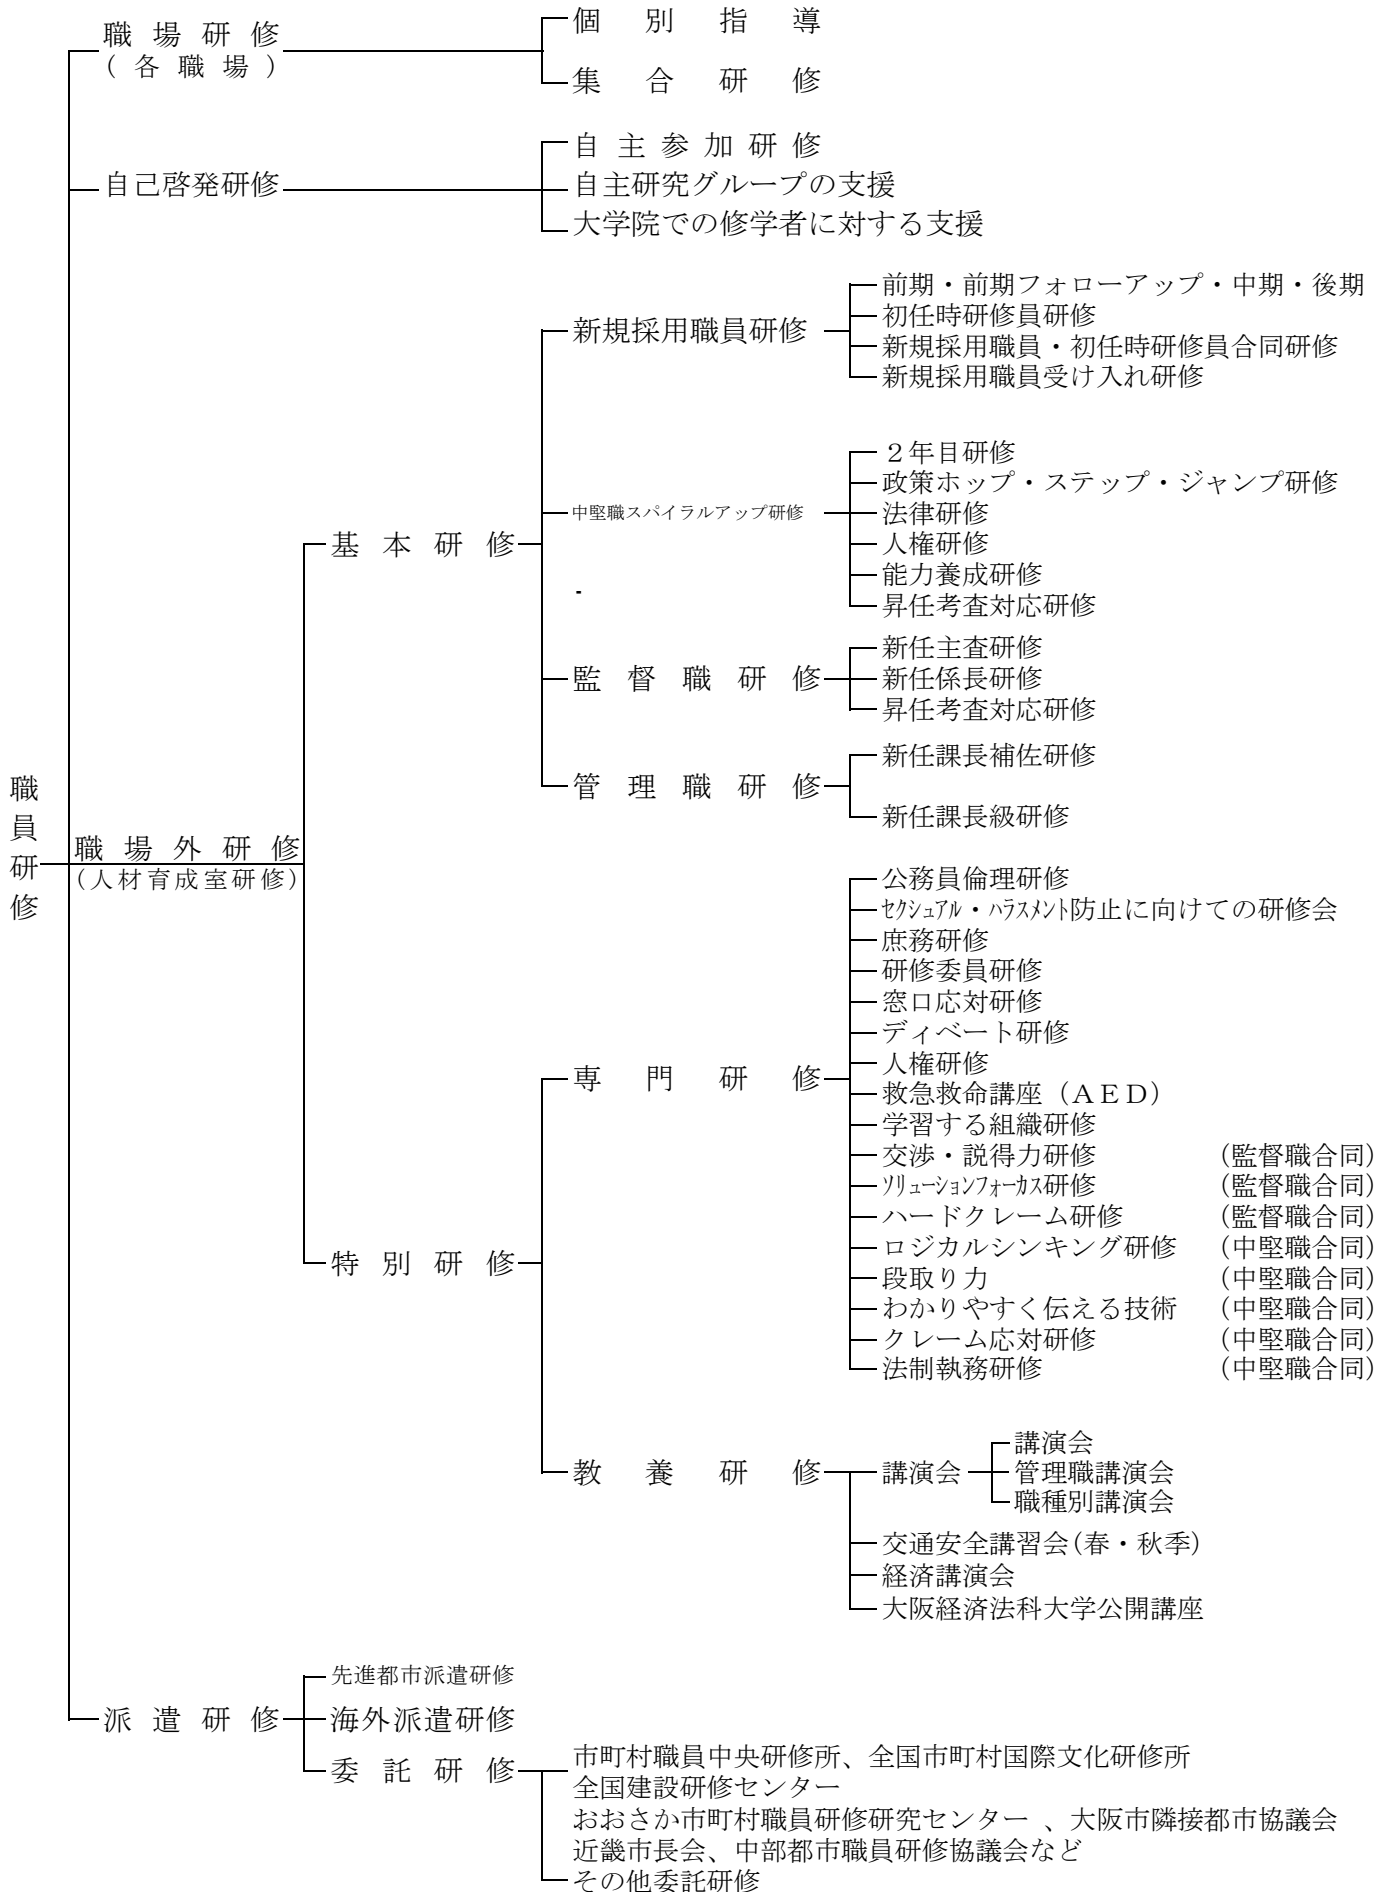 職員研修
職場研修
(各職場)
個別指導
集合研修
自己啓発研修
自主参加研修
自主研究グループの支援
大学院での修学者に対する支援
職場外研修
(人材育成室研修)
基本研修
新規採用職員研修
前期・前期フォローアップ・中期・後期
初任時研修員研修
新規採用職員・初任時研修員合同研修
新規採用職員受け入れ研修
中堅職スパイラルアップ研修
２年目研修
政策ホップ・ステップ・ジャンプ研修
法律研修
人権研修
能力養成研修
昇任考査対応研修
-
監督職研修
新任主査研修
新任係長研修
昇任考査対応研修
管理職研修
新任課長補佐研修
新任課長級研修
特別研修
専門研修
公務員倫理研修
ｾｸｼｭｱﾙ・ﾊﾗｽﾒﾝﾄ防止に向けての研修会
庶務研修
研修委員研修
窓口応対研修
ディベート研修
人権研修
救急救命講座（ＡＥＤ）
学習する組織研修
交渉・説得力研修 (監督職合同)
ｿﾘｭｰｼｮﾝﾌｫｰｶｽ研修 (監督職合同)
ハードクレーム研修 (監督職合同)
ロジカルシンキング研修 (中堅職合同)
段取り力 (中堅職合同)
わかりやすく伝える技術 (中堅職合同)
クレーム応対研修 (中堅職合同)
法制執務研修 (中堅職合同)
教養研修
講演会
講演会
管理職講演会
職種別講演会
交通安全講習会(春・秋季)
経済講演会
大阪経済法科大学公開講座
派遣研修
先進都市派遣研修
海外派遣研修
委託研修
市町村職員中央研修所、全国市町村国際文化研修所
全国建設研修センター
おおさか市町村職員研修研究センター 、大阪市隣接都市協議会
近畿市長会、中部都市職員研修協議会など
その他委託研修